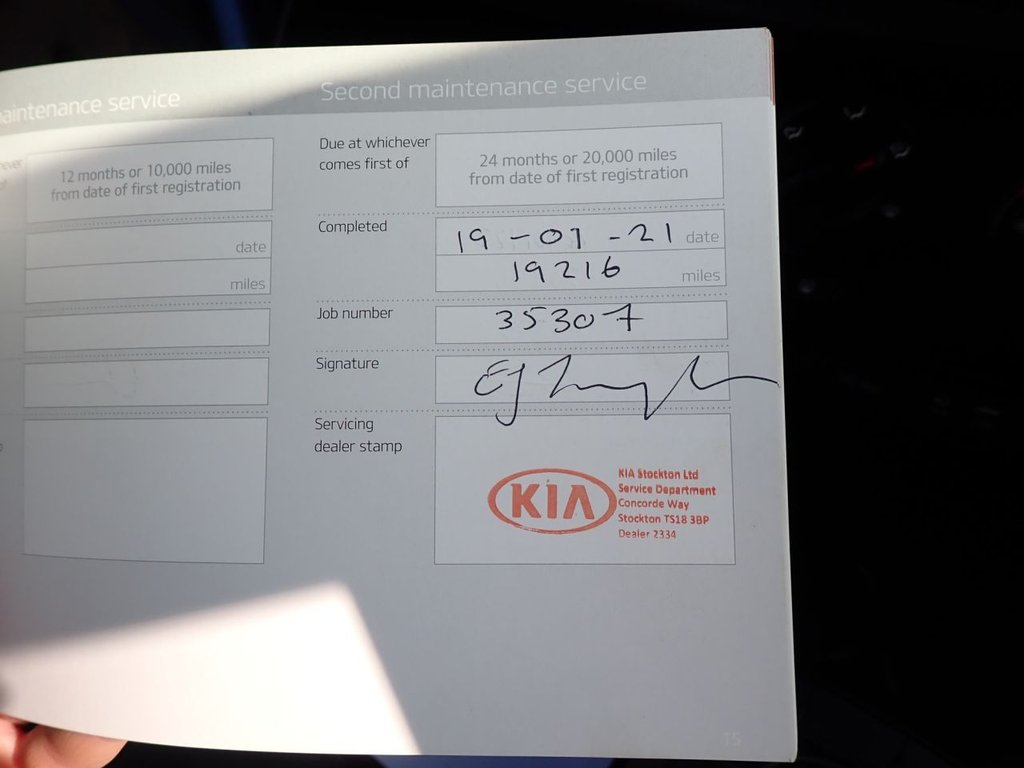 maintenance service
12 months or 10,000 miles
from date of first registration
date
miles
Second maintenance service
Due at whichever
comes first of
24 months or 20,000 miles
from date of first registration
Completed
19-01-21 date
19216 miles
Job number
35307
Signature
Servicing
dealer stamp
KIA
KIA Stockton Ltd
Service Department
Concorde Way
Stockton TS18 3BP
Dealer 2334
T5